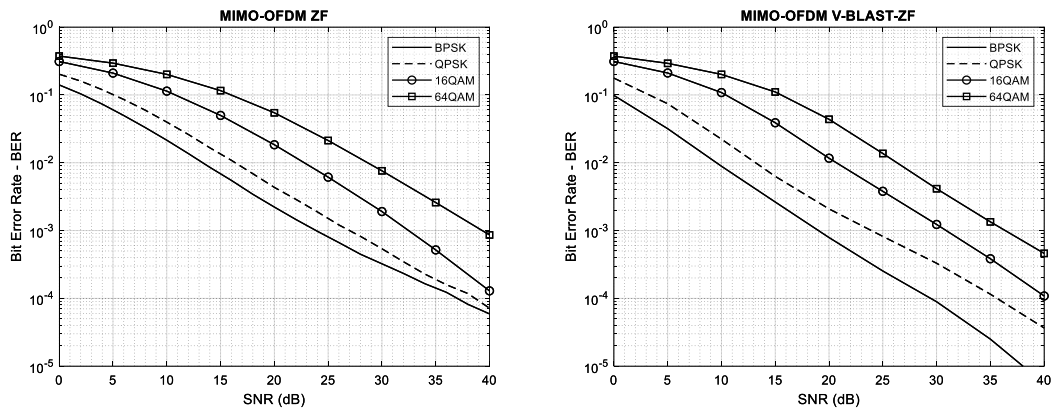 MIMO-OFDM ZF
Bit Error Rate - BER
10^0
10^-1
10^-2
10^-3
10^-4
10^-5
BPSK
QPSK
16QAM
64QAM
0 5 10 15 20 25 30 35 40
SNR (dB)
MIMO-OFDM V-BLAST-ZF
Bit Error Rate - BER
10^0
10^-1
10^-2
10^-3
10^-4
10^-5
BPSK
QPSK
16QAM
64QAM
0 5 10 15 20 25 30 35 40
SNR (dB)